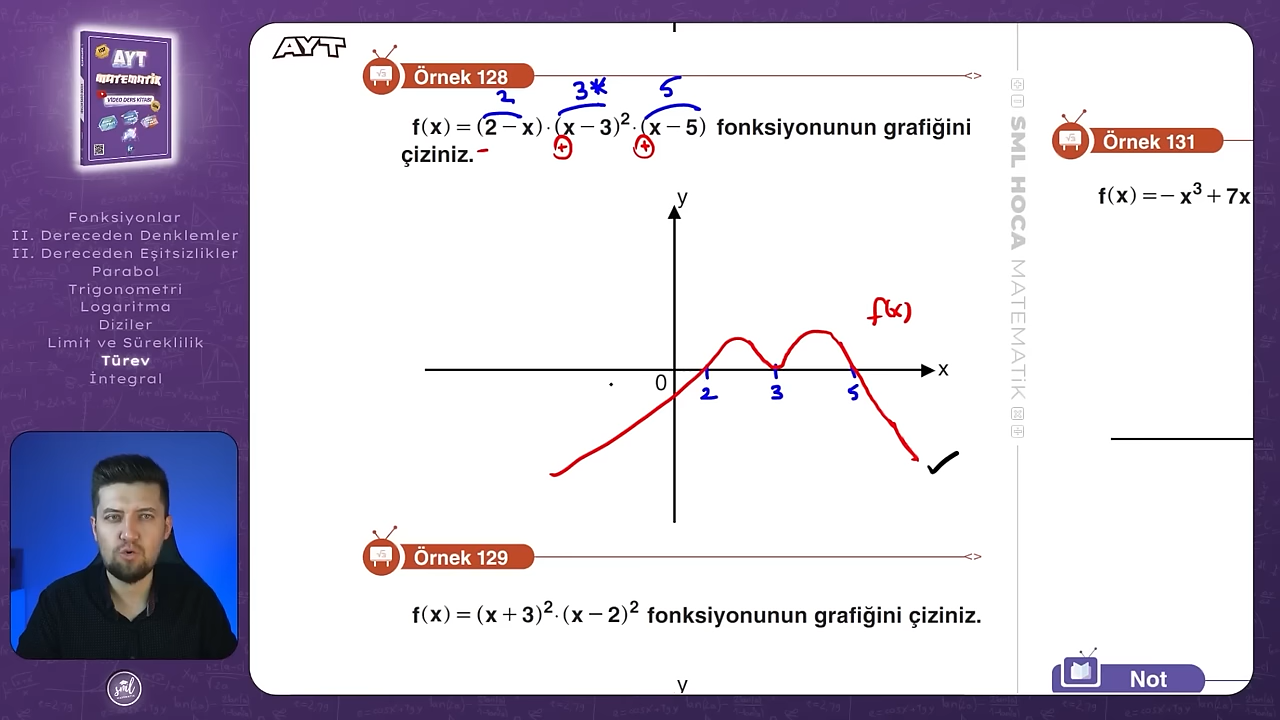 AYT
MATEMATİK
VİDEO DERS KİTABI
Fonksiyonlar
II. Dereceden Denklemler
II. Dereceden Eşitsizlikler
Parabol
Trigonometri
Logaritma
Diziler
Limit ve Süreklilik
Türev
İntegral
sml
AYT
Örnek 128
2 3* 5
f(x) = (2 − x) · (x − 3)² · (x − 5) fonksiyonunun grafiğini
çiziniz.
− + +
y
f(x)
x
0
2 3 5
Örnek 129
f(x) = (x + 3)² · (x − 2)² fonksiyonunun grafiğini çiziniz.
y
SML HOCA MATEMATİK
Örnek 131
f(x) = − x³ + 7x
Not